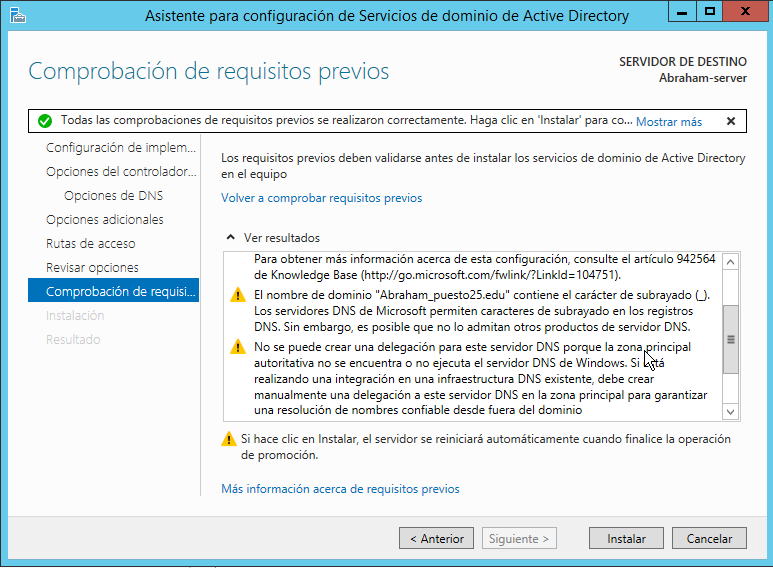 Asistente para configuración de Servicios de dominio de Active Directory
Comprobación de requisitos previos
SERVIDOR DE DESTINO
Abraham-server
Todas las comprobaciones de requisitos previos se realizaron correctamente. Haga clic en 'Instalar' para co...
Mostrar más
Configuración de implem...
Opciones del controlador...
Opciones de DNS
Opciones adicionales
Rutas de acceso
Revisar opciones
Comprobación de requisi...
Instalación
Resultado
Los requisitos previos deben validarse antes de instalar los servicios de dominio de Active Directory
en el equipo
Volver a comprobar requisitos previos
Ver resultados
Para obtener más información acerca de esta configuración, consulte el artículo 942564
de Knowledge Base (http://go.microsoft.com/fwlink/?LinkId=104751).
El nombre de dominio "Abraham_puesto25.edu" contiene el carácter de subrayado (_).
Los servidores DNS de Microsoft permiten caracteres de subrayado en los registros
DNS. Sin embargo, es posible que no lo admitan otros productos de servidor DNS.
No se puede crear una delegación para este servidor DNS porque la zona principal
autoritativa no se encuentra o no ejecuta el servidor DNS de Windows. Si está
realizando una integración en una infraestructura DNS existente, debe crear
manualmente una delegación a este servidor DNS en la zona principal para garantizar
una resolución de nombres confiable desde fuera del dominio
Si hace clic en Instalar, el servidor se reiniciará automáticamente cuando finalice la operación
de promoción.
Más información acerca de requisitos previos
< Anterior
Siguiente >
Instalar
Cancelar